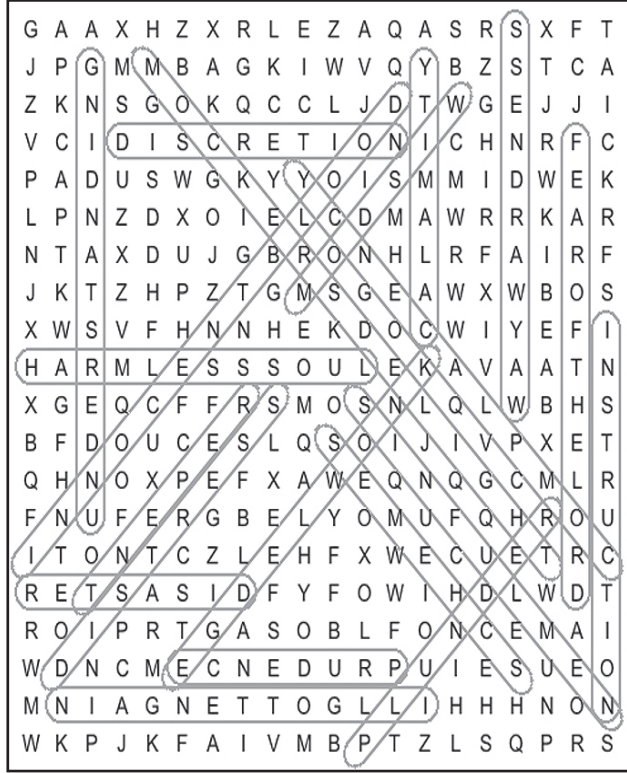 G A A X H Z X R L E Z A Q A S R S X F T
J P G M M B A G K I W V Q Y B Z S T C A
Z K N S G O K Q C C L J D T W G E J J I
V C I D I S C R E T I O N I C H N R F C
P A D U S W G K Y Y O I S M M I D W E K
L P N Z D X O I E L C D M A W R R K A R
N T A X D U J G B R O N H L R F A I R F
J K T Z H P Z T G M S G E A W X W B O S
X W S V F H N N H E K D O C W I Y E F I
H A R M L E S S S O U L E K A V A A T N
X G E Q C F F R S M O S N L Q L W B H S
B F D O U C E S L Q S O I J I V P X E T
Q H N O X P E F X A W E Q N Q G C M L R
F N U F E R G B E L Y O M U F Q H R O U
I T O N T C Z L E H F X W E C U E T R C
R E T S A S I D F Y F O W I H D L W D T
R O I P R T G A S O B L F O N C E M A I
W D N C M E C N E D U R P U I E S U E O
M N I A G N E T T O G L L I H H H N O N
W K P J K F A I V M B P T Z L S Q P R S